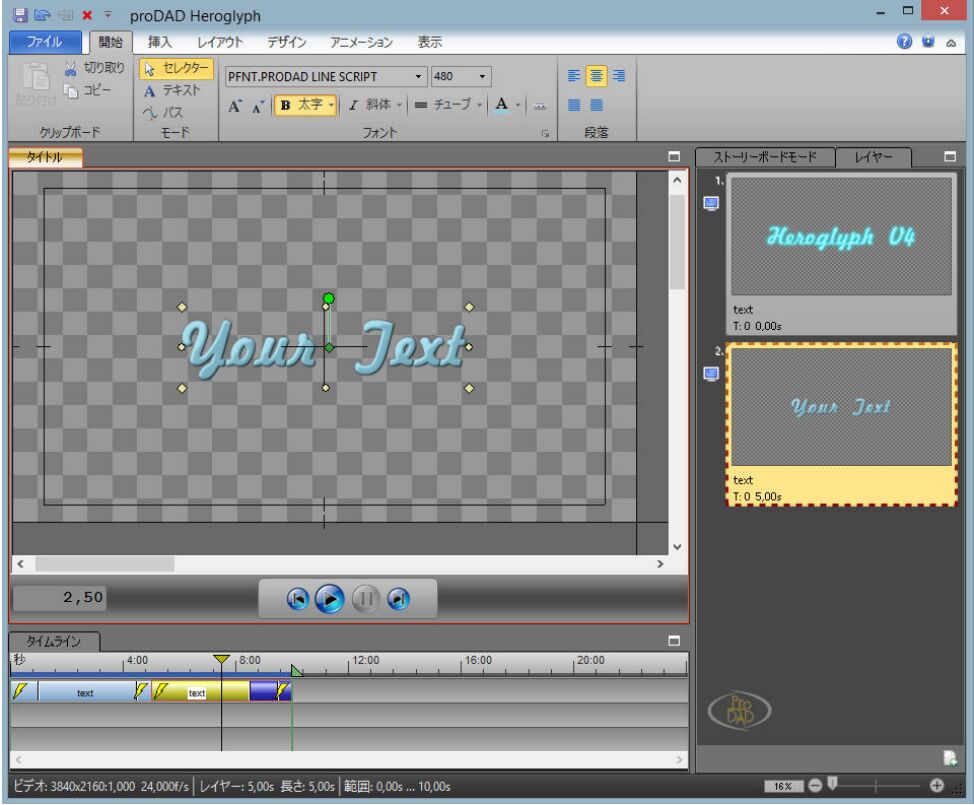 proDAD Heroglyph
ファイル 開始 挿入 レイアウト デザイン アニメーション 表示
貼り付け 切り取り コピー
クリップボード
セレクター
A テキスト
パス
モード
PFNT.PRODAD LINE SCRIPT 480
A A B 太字 I 斜体 チューブ A
フォント
段落
タイトル
Your Text
2,50
ストーリーボードモード レイヤー
1.
Heroglyph V4
text
T: 0 0,00s
2.
Your Text
text
T: 0 5,00s
タイムライン
秒 4:00 8:00 12:00 16:00 20:00
text text
ProDAD
ビデオ: 3840x2160:1,000 24,000f/s レイヤー: 5,00s 長さ: 5,00s 範囲: 0,00s ... 10,00s
16%